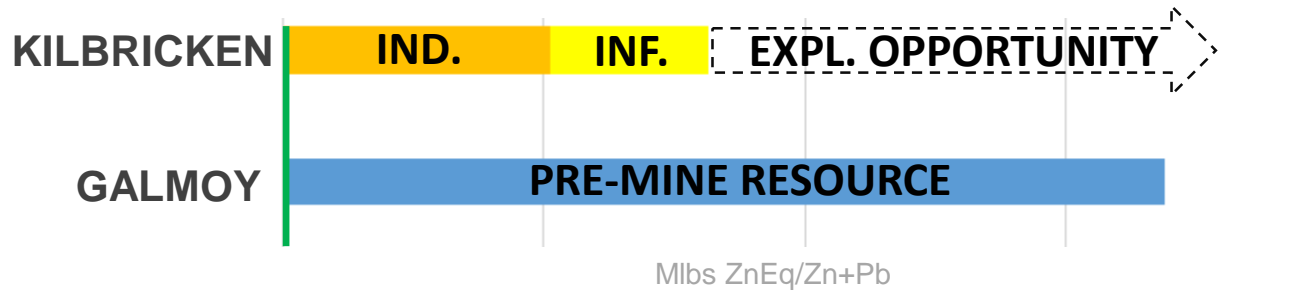 KILBRICKEN IND. INF. EXPL. OPPORTUNITY
GALMOY PRE-MINE RESOURCE
Mlbs ZnEq/Zn+Pb